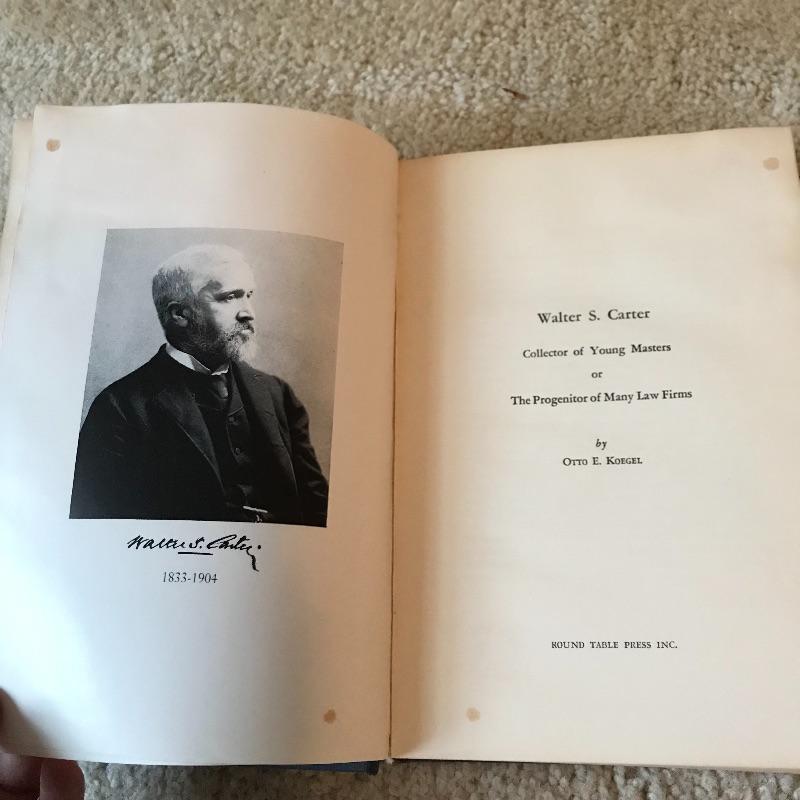 Walter S. Carter
1833-1904
Walter S. Carter
Collector of Young Masters
or
The Progenitor of Many Law Firms
by
OTTO E. KOEGEL
ROUND TABLE PRESS INC.